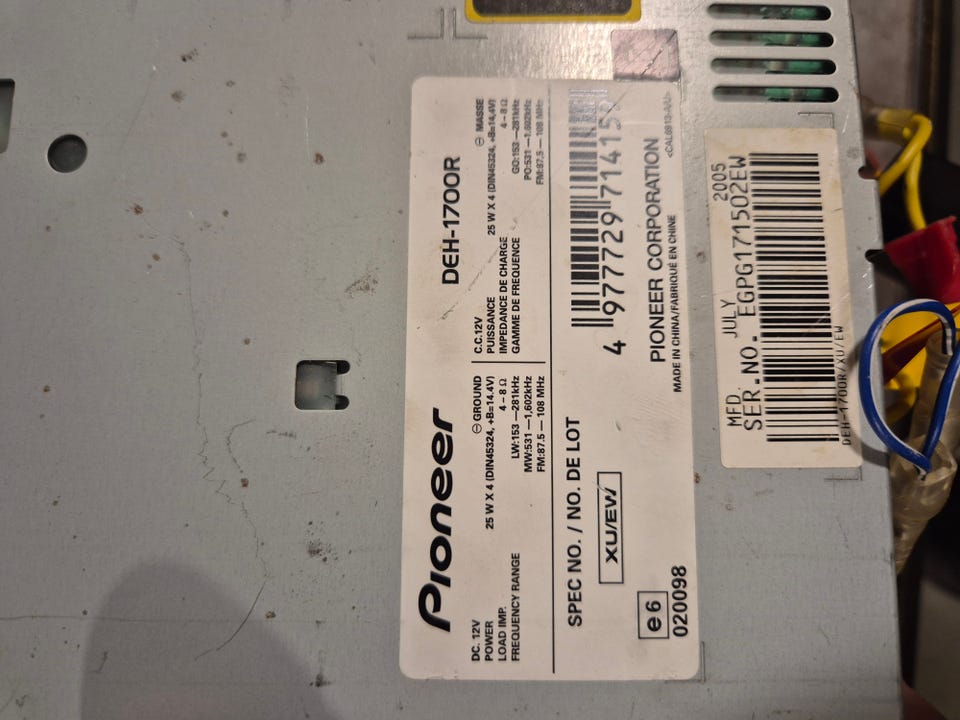 Pioneer DEH-1700R
DC. 12V ⊖ GROUND
POWER 25 W X 4 (DIN45324, +B=14.4V)
LOAD IMP. 4 – 8 Ω
FREQUENCY RANGE LW:153 —281kHz
MW:531 —1,602kHz
FM:87.5 — 108 MHz
C.C.12V ⊖ MASSE
PUISSANCE 25 W X 4 (DIN45324, +B=14,4V)
IMPEDANCE DE CHARGE 4 – 8 Ω
GAMME DE FREQUENCE GO:153 —281kHz
PO:531 —1,602kHz
FM:87,5 — 108 MHz
SPEC NO. / NO. DE LOT
XU/EW
e6
020098
4 977729 714159
PIONEER CORPORATION
MADE IN CHINA/FABRIQUÉ EN CHINE <CAL6913-AA>
MFD. JULY 2005
SER.NO. EGPG171502EW
DEH-1700R/XU/EW